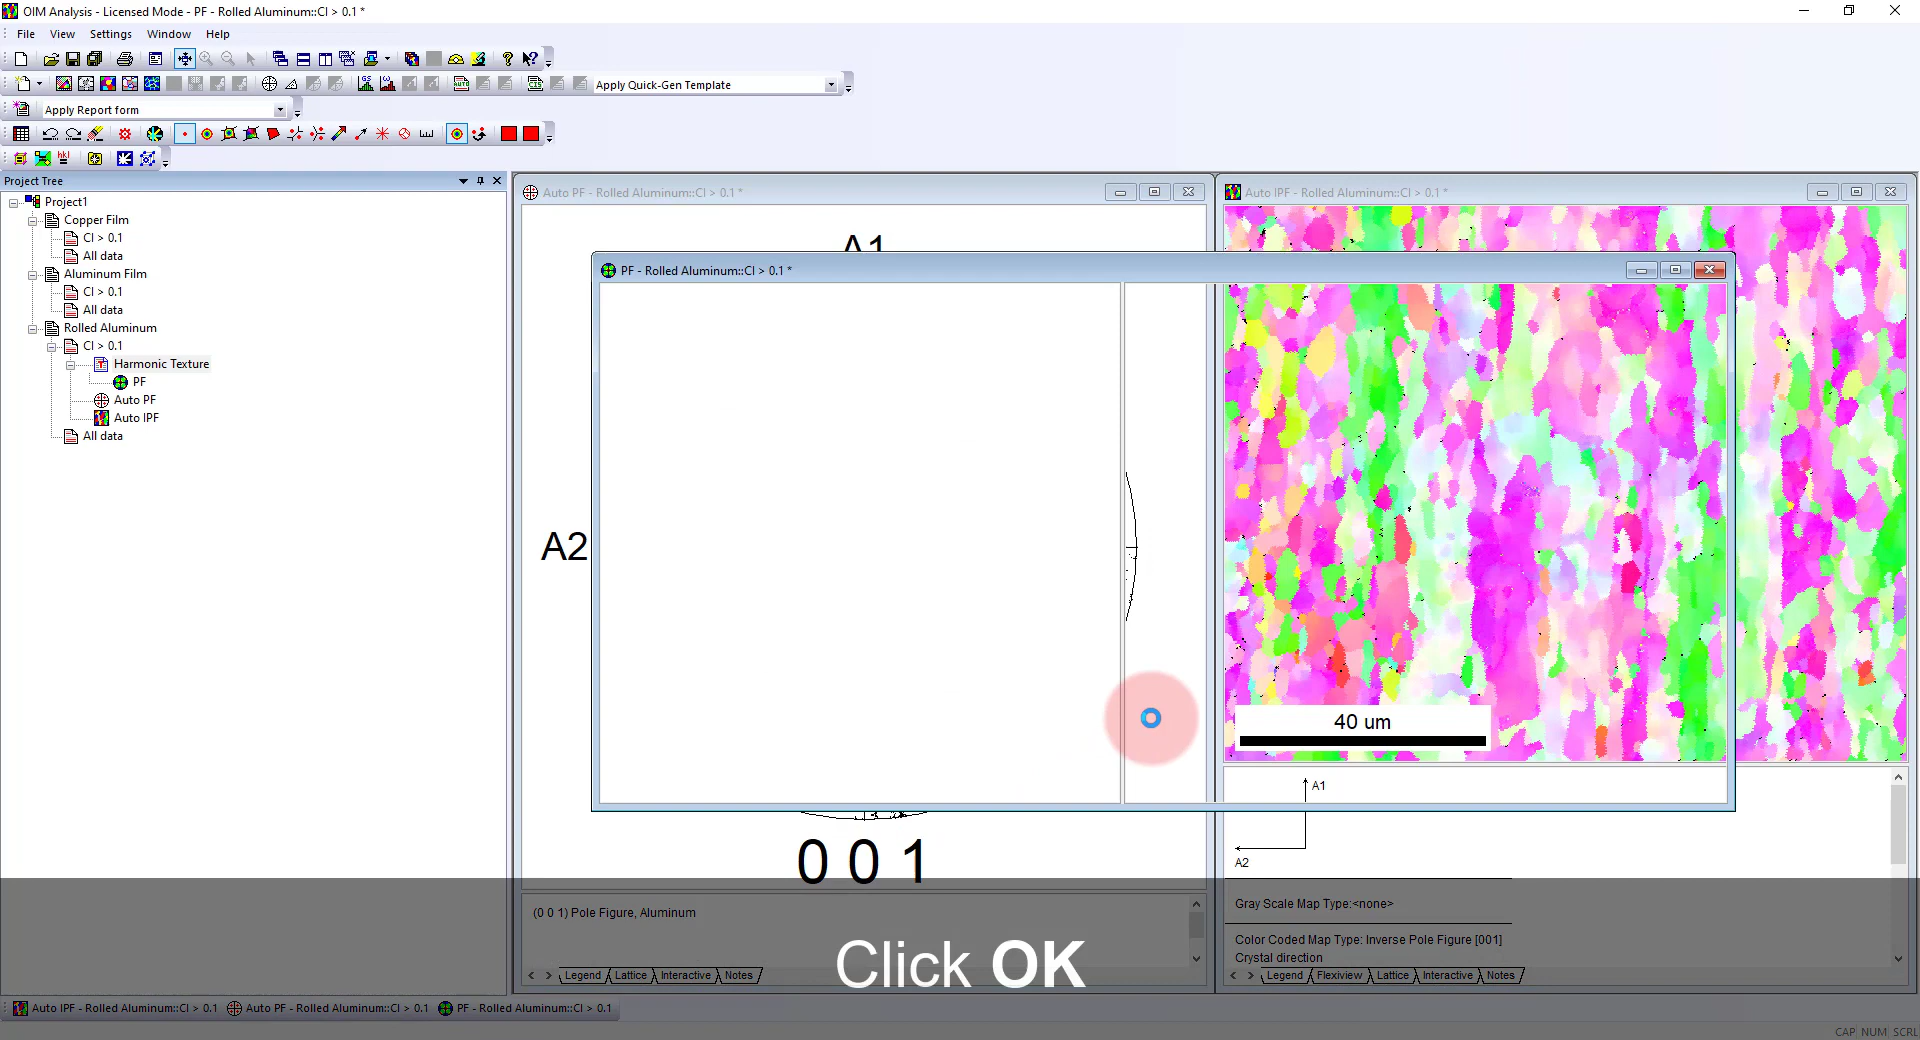 OIM Analysis - Licensed Mode - PF - Rolled Aluminum::CI > 0.1 *
File View Settings Window Help
Apply Quick-Gen Template
Apply Report form
Project Tree
Project1
Copper Film
CI > 0.1
All data
Aluminum Film
CI > 0.1
All data
Rolled Aluminum
CI > 0.1
Harmonic Texture
PF
Auto PF
Auto IPF
All data
Auto PF - Rolled Aluminum::CI > 0.1 *
A1
A2
0 0 1
(0 0 1) Pole Figure, Aluminum
Legend Lattice Interactive Notes
Auto IPF - Rolled Aluminum::CI > 0.1 *
PF - Rolled Aluminum::CI > 0.1 *
40 um
A1
A2
Gray Scale Map Type:<none>
Color Coded Map Type: Inverse Pole Figure [001]
Crystal direction
Legend Flexiview Lattice Interactive Notes
Click OK
Auto IPF - Rolled Aluminum::CI > 0.1 Auto PF - Rolled Aluminum::CI > 0.1 PF - Rolled Aluminum::CI > 0.1
CAP NUM SCRL